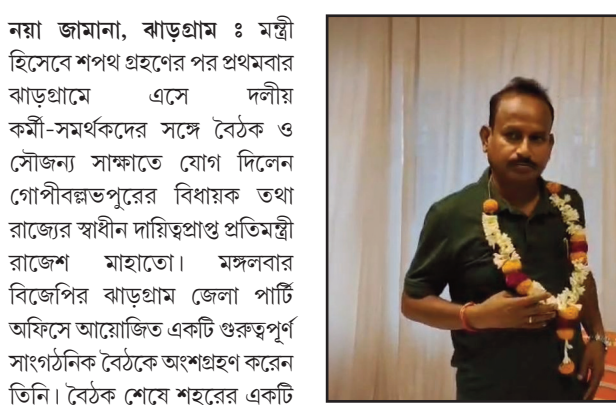 নয়া জামানা, ঝাড়গ্রাম ঃ মন্ত্রী
হিসেবে শপথ গ্রহণের পর প্রথমবার
ঝাড়গ্রামে এসে দলীয়
কর্মী-সমর্থকদের সঙ্গে বৈঠক ও
সৌজন্য সাক্ষাতে যোগ দিলেন
গোপীবল্লভপুরের বিধায়ক তথা
রাজ্যের স্বাধীন দায়িত্বপ্রাপ্ত প্রতিমন্ত্রী
রাজেশ মাহাতো। মঙ্গলবার
বিজেপির ঝাড়গ্রাম জেলা পার্টি
অফিসে আয়োজিত একটি গুরুত্বপূর্ণ
সাংগঠনিক বৈঠকে অংশগ্রহণ করেন
তিনি। বৈঠক শেষে শহরের একটি